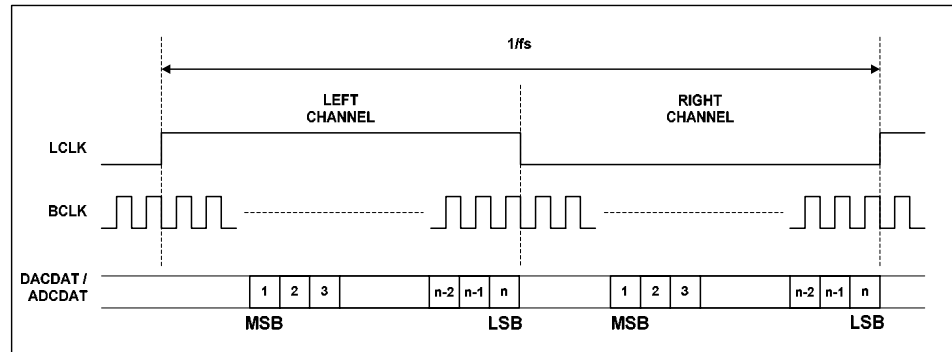 1/fs
LEFT
CHANNEL
RIGHT
CHANNEL
LCLK
BCLK
DACDAT /
ADCDAT
1 2 3 n-2 n-1 n 1 2 3 n-2 n-1 n
MSB LSB MSB LSB